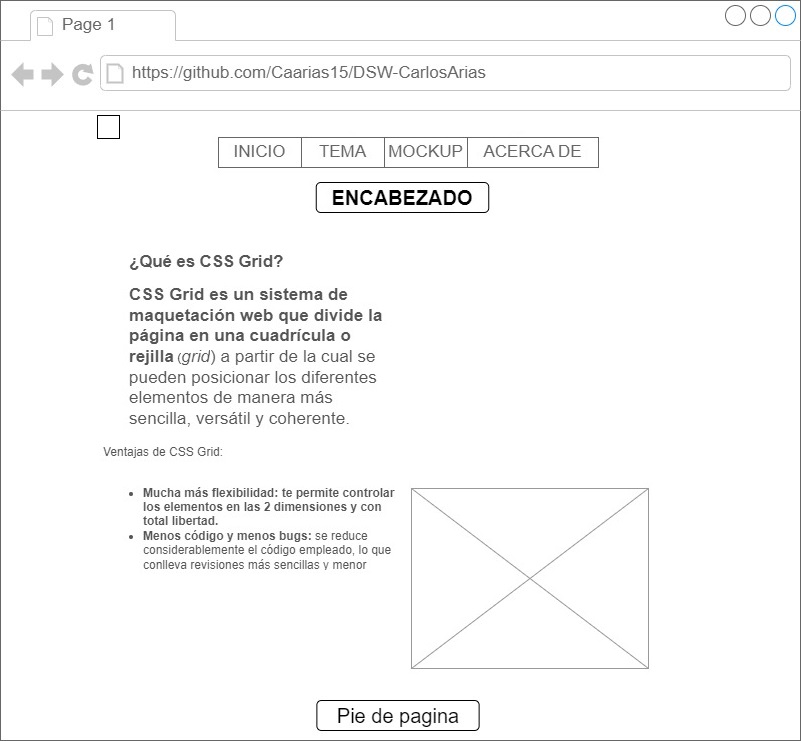 Page 1
https://github.com/Caarias15/DSW-CarlosArias
INICIO TEMA MOCKUP ACERCA DE
ENCABEZADO
¿Qué es CSS Grid?
CSS Grid es un sistema de
maquetación web que divide la
página en una cuadrícula o
rejilla (grid) a partir de la cual se
pueden posicionar los diferentes
elementos de manera más
sencilla, versátil y coherente.
Ventajas de CSS Grid:
• Mucha más flexibilidad: te permite controlar
los elementos en las 2 dimensiones y con
total libertad.
• Menos código y menos bugs: se reduce
considerablemente el código empleado, lo que
conlleva revisiones más sencillas y menor
Pie de pagina